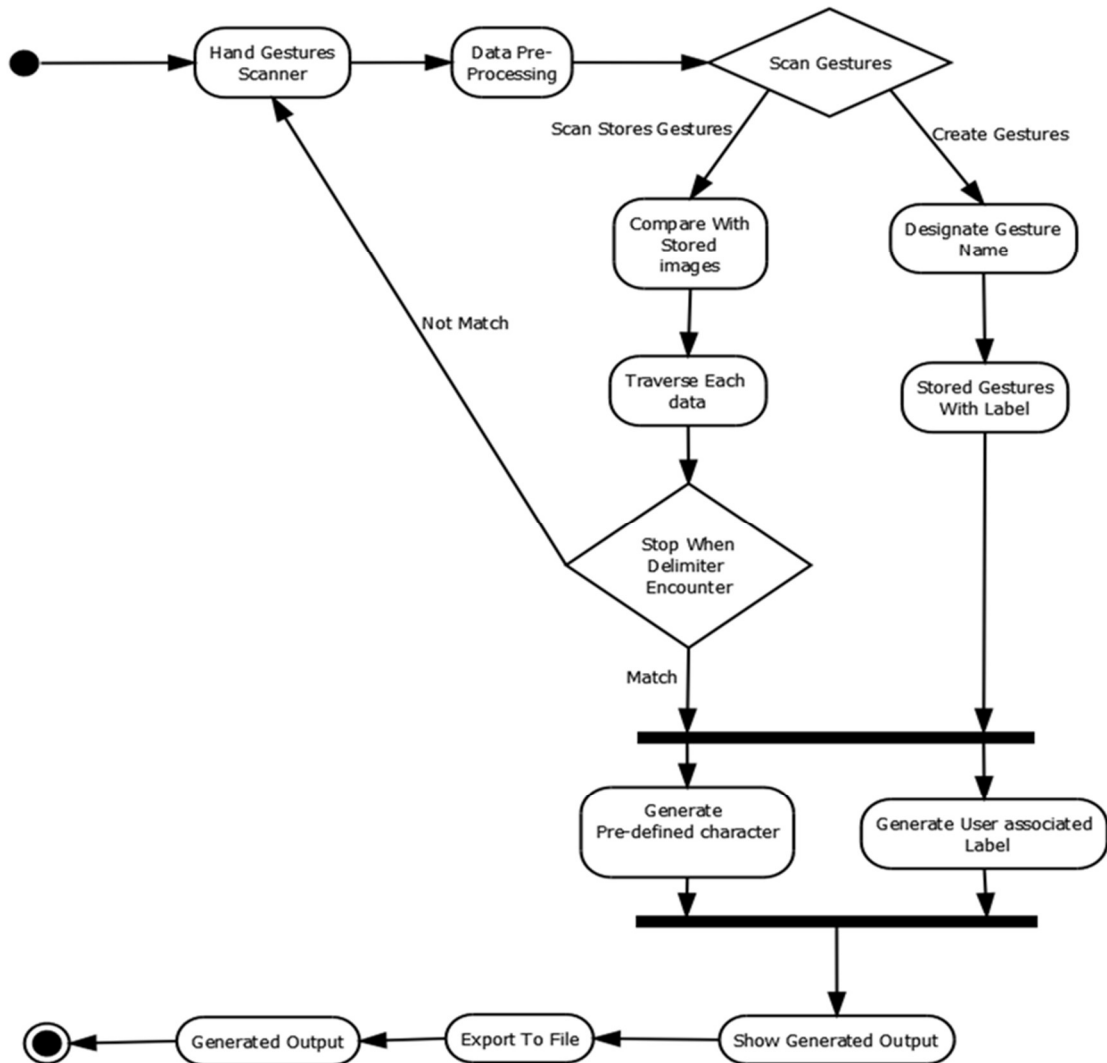 Hand Gestures
Scanner
Data Pre-
Processing
Scan Gestures
Scan Stores Gestures
Create Gestures
Compare With
Stored
images
Designate Gesture
Name
Not Match
Traverse Each
data
Stored Gestures
With Label
Stop When
Delimiter
Encounter
Match
Generate
Pre-defined character
Generate User associated
Label
Generated Output
Export To File
Show Generated Output